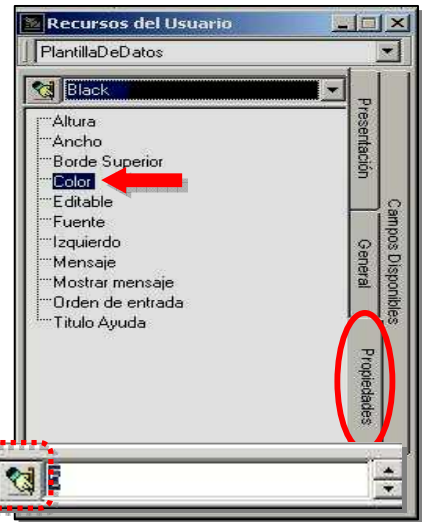 Recursos del Usuario
PlantillaDeDatos
Black
Altura
Ancho
Borde Superior
Color
Editable
Fuente
Izquierdo
Mensaje
Mostrar mensaje
Orden de entrada
Titulo Ayuda
Presentación
General
Propiedades
Campos Disponibles